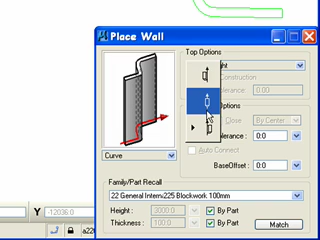 Place Wall
Top Options
ht
Construction
lerance: 0.00
Options
Close By Center
lerance : 0:0
Auto Connect
BaseOffset : 0:0
Curve
Family/Part Recall
22 General Interna225 Blockwork 100mm
Height : 3000.0 By Part
Thickness : 100.0 By Part
Match
Y -12036.0
a220